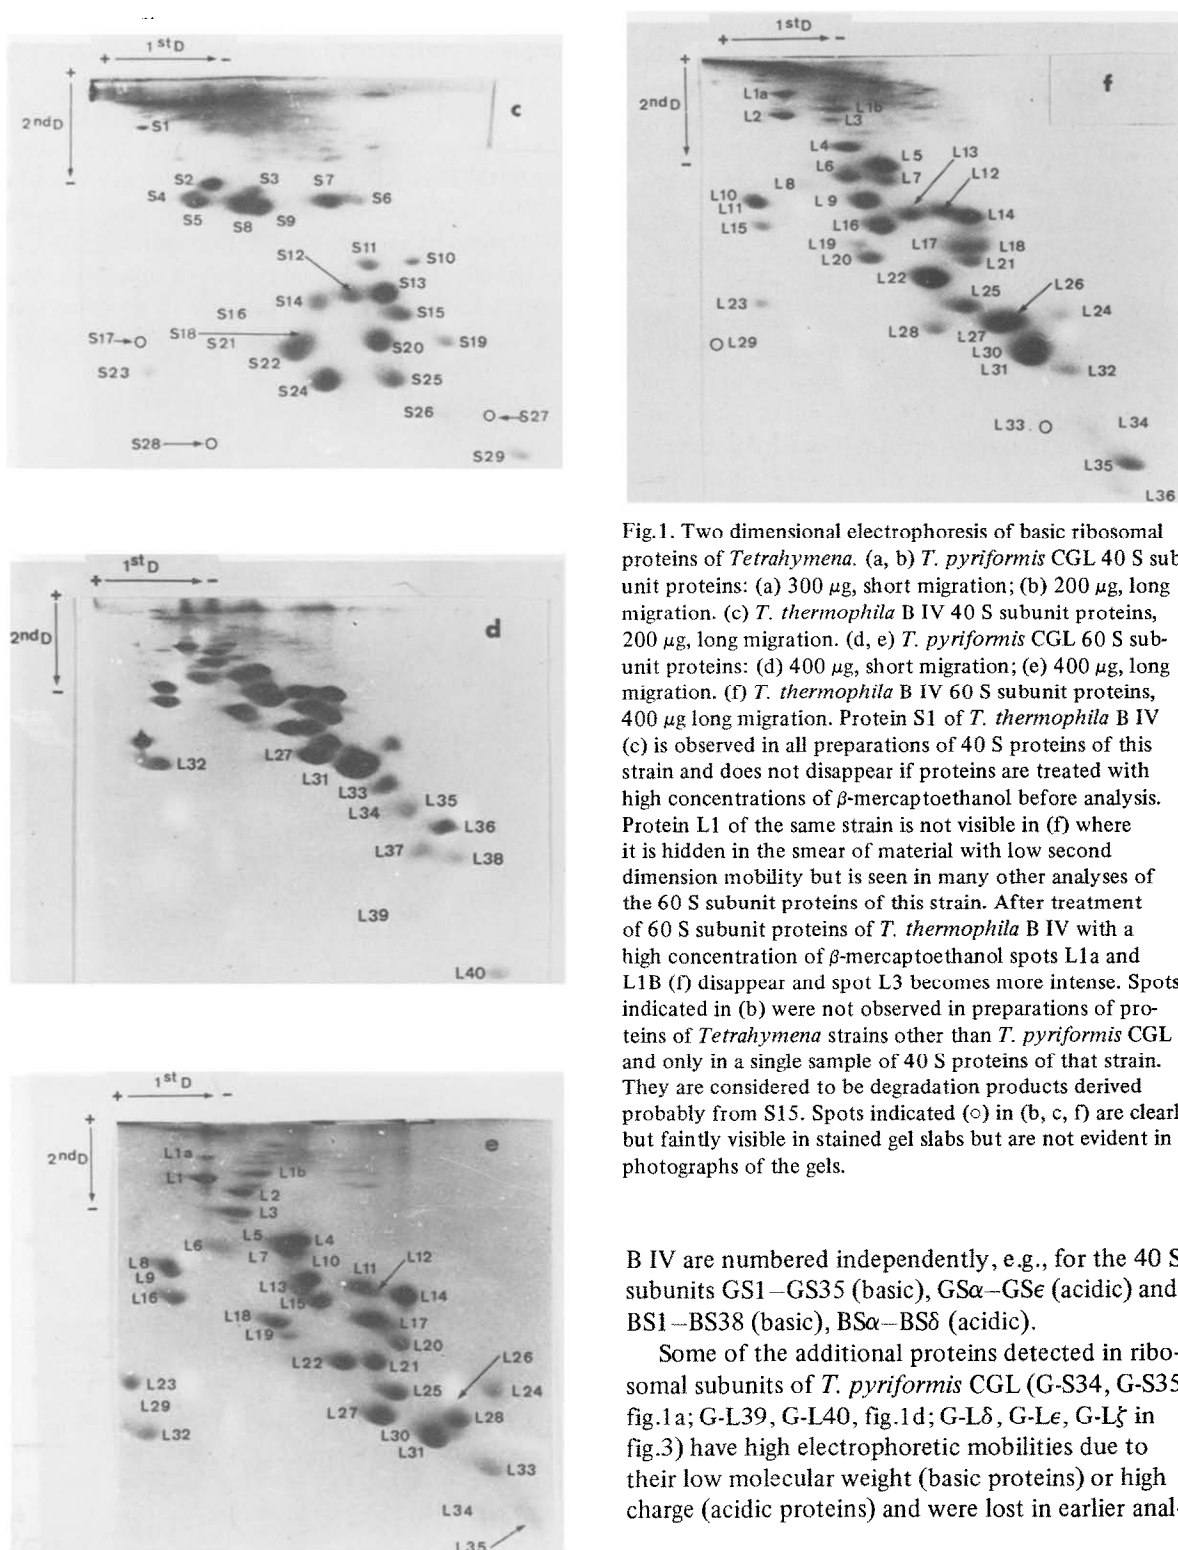 1st D
+ → −
+
2nd D
−
c
S1
S2
S3
S7
S4
S6
S5
S8
S9
S12
S11
S10
S13
S14
S16
S15
S18
S17
S21
S20
S19
S22
S23
S24
S25
S26
S27
S28
S29
1st D
+ → −
+
2nd D
−
f
L1a
L1b
L2
L3
L4
L5
L13
L6
L7
L12
L8
L10
L9
L11
L14
L15
L16
L19
L17
L18
L20
L21
L22
L26
L25
L23
L24
L28
L27
L29
L30
L31
L32
L33
L34
L35
L36
1st D
+ −
+
2nd D
−
d
L32
L27
L31
L33
L34
L35
L36
L37
L38
L39
L40
1st D
+ −
+
2nd D
−
e
L1a
L1
L1b
L2
L3
L5
L4
L6
L7
L10
L12
L8
L11
L9
L13
L16
L15
L14
L18
L17
L19
L20
L22
L21
L26
L23
L25
L24
L29
L27
L28
L32
L30
L31
L33
L34
L35
Fig.1. Two dimensional electrophoresis of basic ribosomal
proteins of Tetrahymena. (a, b) T. pyriformis CGL 40 S sub
unit proteins: (a) 300 μg, short migration; (b) 200 μg, long
migration. (c) T. thermophila B IV 40 S subunit proteins,
200 μg, long migration. (d, e) T. pyriformis CGL 60 S sub-
unit proteins: (d) 400 μg, short migration; (e) 400 μg, long
migration. (f) T. thermophila B IV 60 S subunit proteins,
400 μg long migration. Protein S1 of T. thermophila B IV
(c) is observed in all preparations of 40 S proteins of this
strain and does not disappear if proteins are treated with
high concentrations of β-mercaptoethanol before analysis.
Protein L1 of the same strain is not visible in (f) where
it is hidden in the smear of material with low second
dimension mobility but is seen in many other analyses of
the 60 S subunit proteins of this strain. After treatment
of 60 S subunit proteins of T. thermophila B IV with a
high concentration of β-mercaptoethanol spots L1a and
L1B (f) disappear and spot L3 becomes more intense. Spots
indicated in (b) were not observed in preparations of pro-
teins of Tetrahymena strains other than T. pyriformis CGL
and only in a single sample of 40 S proteins of that strain.
They are considered to be degradation products derived
probably from S15. Spots indicated (○) in (b, c, f) are clearl
but faintly visible in stained gel slabs but are not evident in
photographs of the gels.
B IV are numbered independently, e.g., for the 40 S
subunits GS1–GS35 (basic), GSα–GSε (acidic) and
BS1–BS38 (basic), BSα–BSδ (acidic).
Some of the additional proteins detected in ribo-
somal subunits of T. pyriformis CGL (G-S34, G-S35
fig.1a; G-L39, G-L40, fig.1d; G-Lδ, G-Lε, G-Lζ in
fig.3) have high electrophoretic mobilities due to
their low molecular weight (basic proteins) or high
charge (acidic proteins) and were lost in earlier anal-